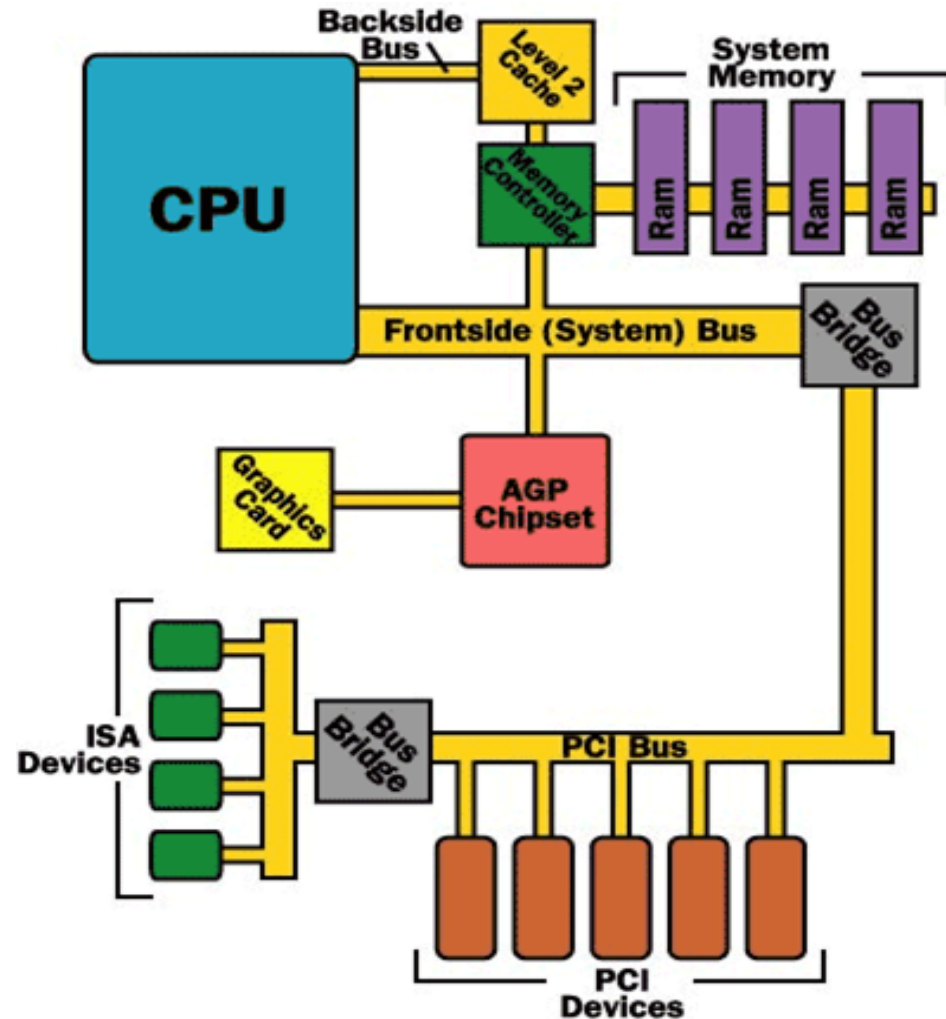 Backside
Bus
Level 2
Cache
System
Memory
CPU
Memory
Controller
Ram
Ram
Ram
Ram
Frontside (System) Bus
Bus
Bridge
Graphics
Card
AGP
Chipset
ISA
Devices
Bus
Bridge
PCI Bus
PCI
Devices